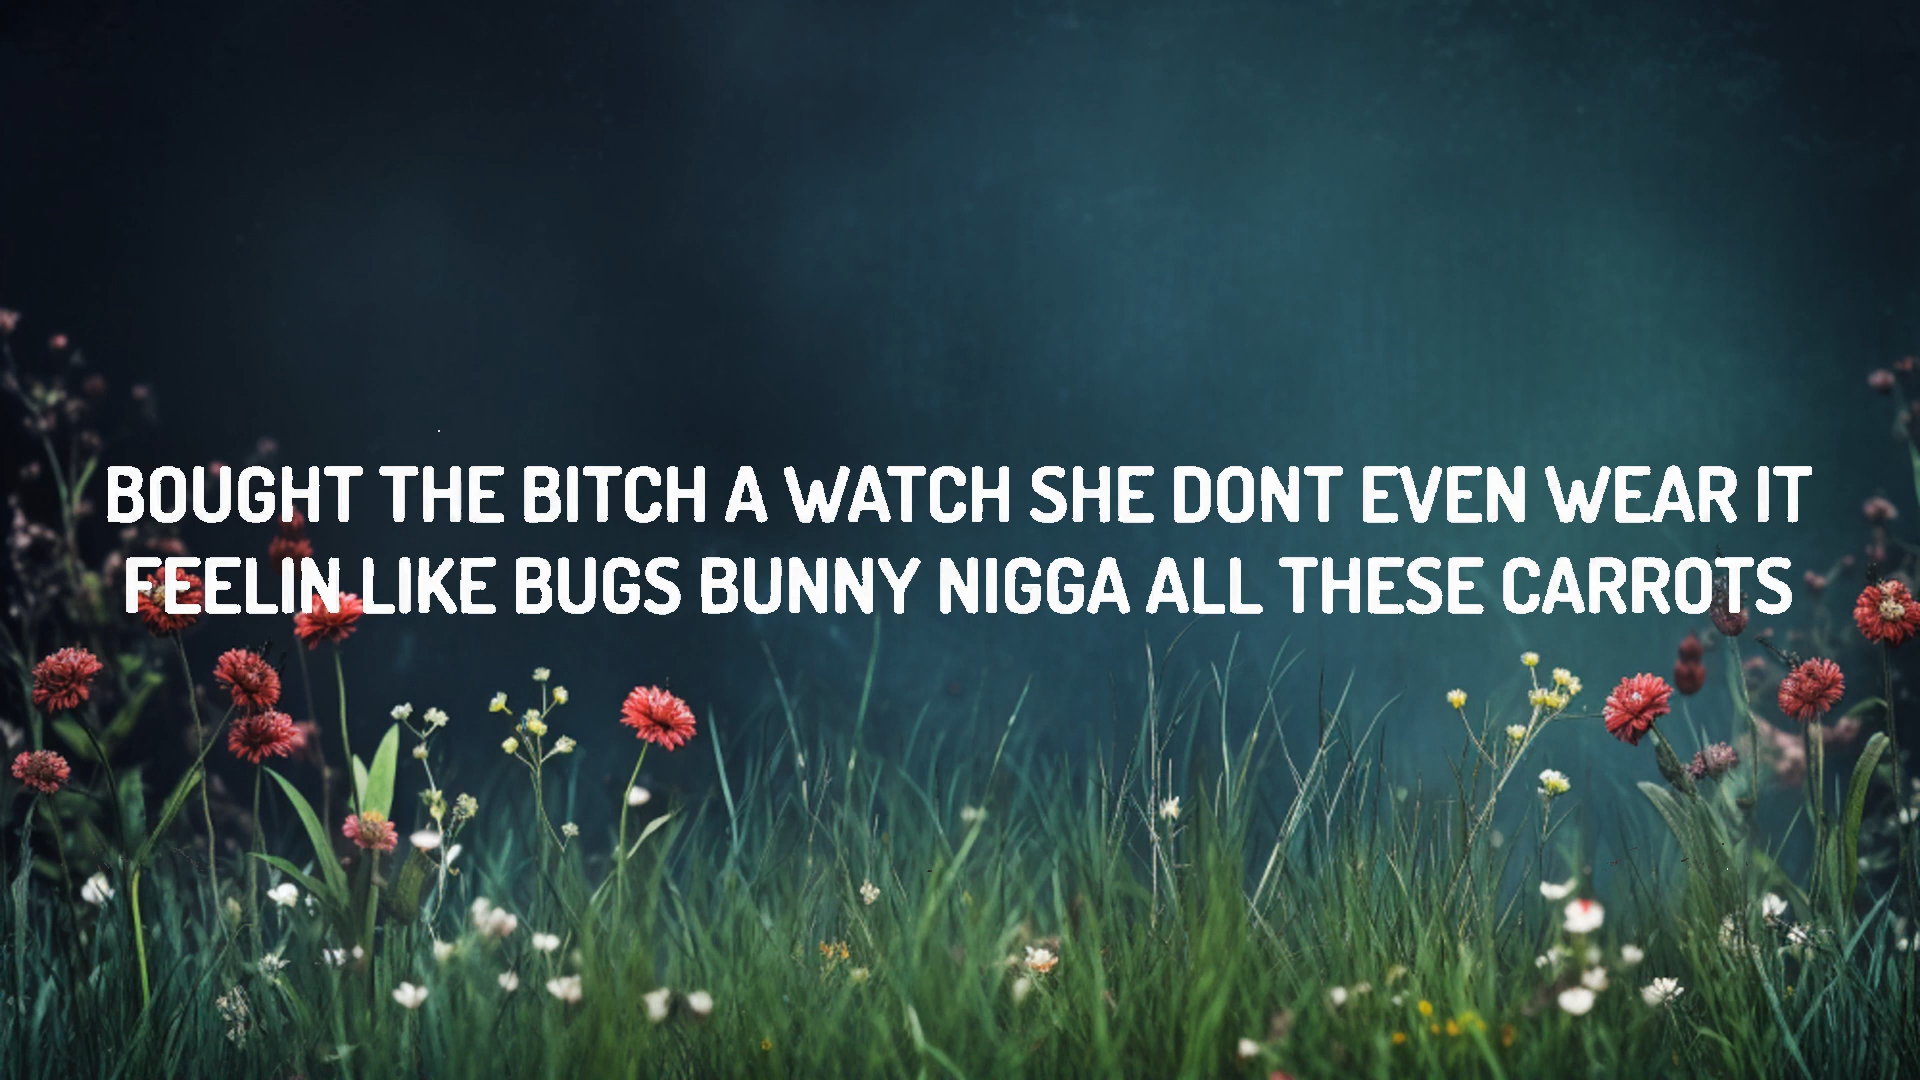 BOUGHT THE BITCH A WATCH SHE DONT EVEN WEAR IT
FEELIN LIKE BUGS BUNNY NIGGA ALL THESE CARROTS